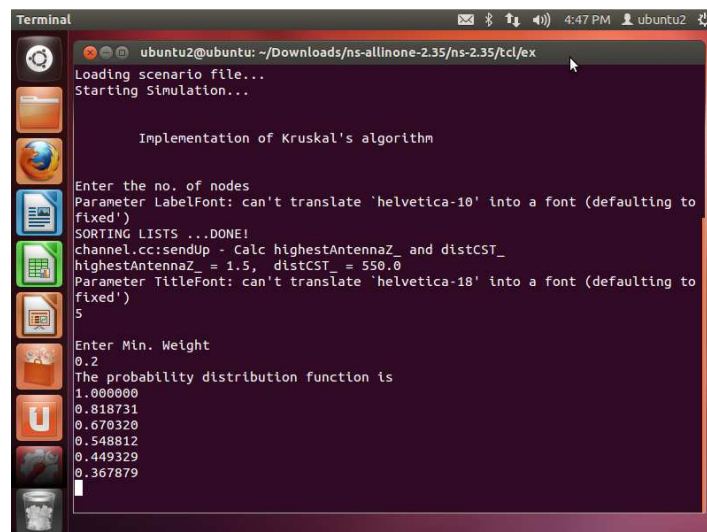 Terminal
4:47 PM ubuntu2
ubuntu2@ubuntu: ~/Downloads/ns-allinone-2.35/ns-2.35/tcl/ex
Loading scenario file...
Starting Simulation...
Implementation of Kruskal's algorithm
Enter the no. of nodes
Parameter LabelFont: can't translate `helvetica-10' into a font (defaulting to
fixed')
SORTING LISTS ...DONE!
channel.cc:sendUp - Calc highestAntennaZ_ and distCST_
highestAntennaZ_ = 1.5,  distCST_ = 550.0
Parameter TitleFont: can't translate `helvetica-18' into a font (defaulting to
fixed')
5
Enter Min. Weight
0.2
The probability distribution function is
1.000000
0.818731
0.670320
0.548812
0.449329
0.367879